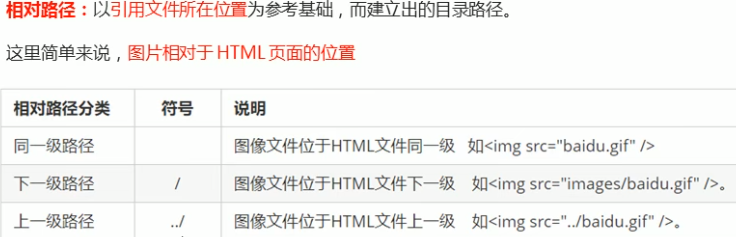 相对路径：以引用文件所在位置为参考基础，而建立出的目录路径。
这里简单来说，图片相对于 HTML 页面的位置
相对路径分类 符号 说明
同一级路径 图像文件位于HTML文件同一级 如<img src="baidu.gif" />
下一级路径 / 图像文件位于HTML文件下一级 如<img src="images/baidu.gif" />。
上一级路径 ../ 图像文件位于HTML文件上一级 如<img src="../baidu.gif" />。